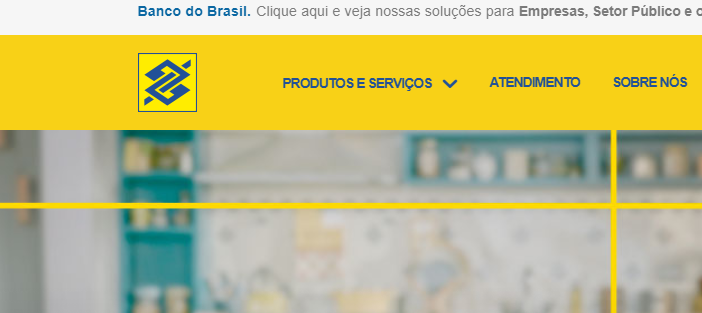 Banco do Brasil. Clique aqui e veja nossas soluções para Empresas, Setor Público e
PRODUTOS E SERVIÇOS ATENDIMENTO SOBRE NÓS